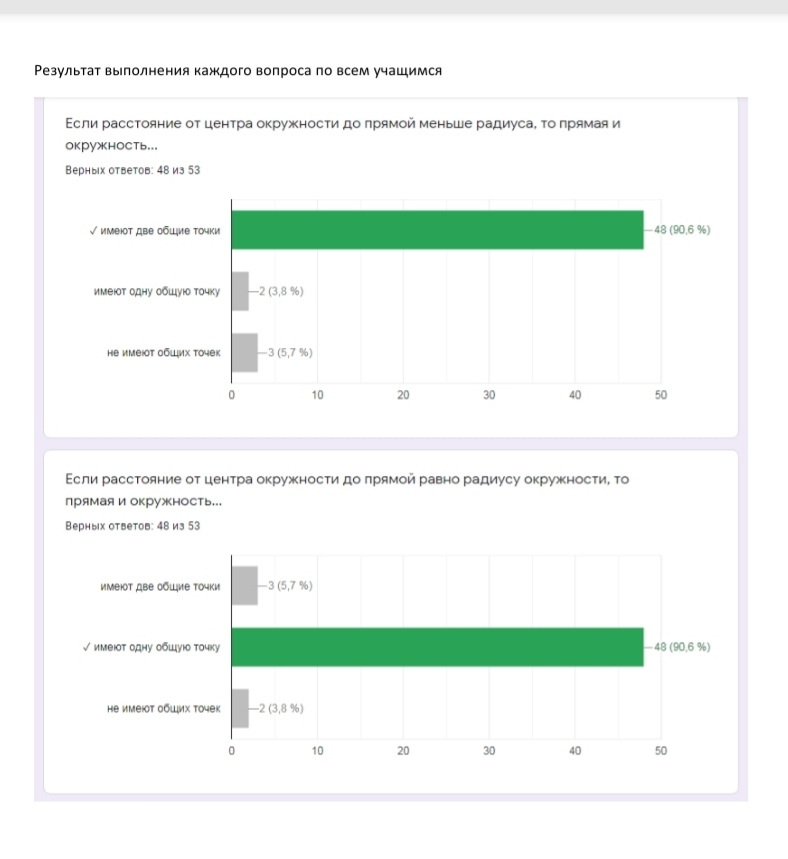 Результат выполнения каждого вопроса по всем учащимся
Если расстояние от центра окружности до прямой меньше радиуса, то прямая и
окружность...
Верных ответов: 48 из 53
✓ имеют две общие точки
48 (90,6 %)
имеют одну общую точку
2 (3,8 %)
не имеют общих точек
3 (5,7 %)
0 10 20 30 40 50
Если расстояние от центра окружности до прямой равно радиусу окружности, то
прямая и окружность...
Верных ответов: 48 из 53
имеют две общие точки
3 (5,7 %)
✓ имеют одну общую точку
48 (90,6 %)
не имеют общих точек
2 (3,8 %)
0 10 20 30 40 50